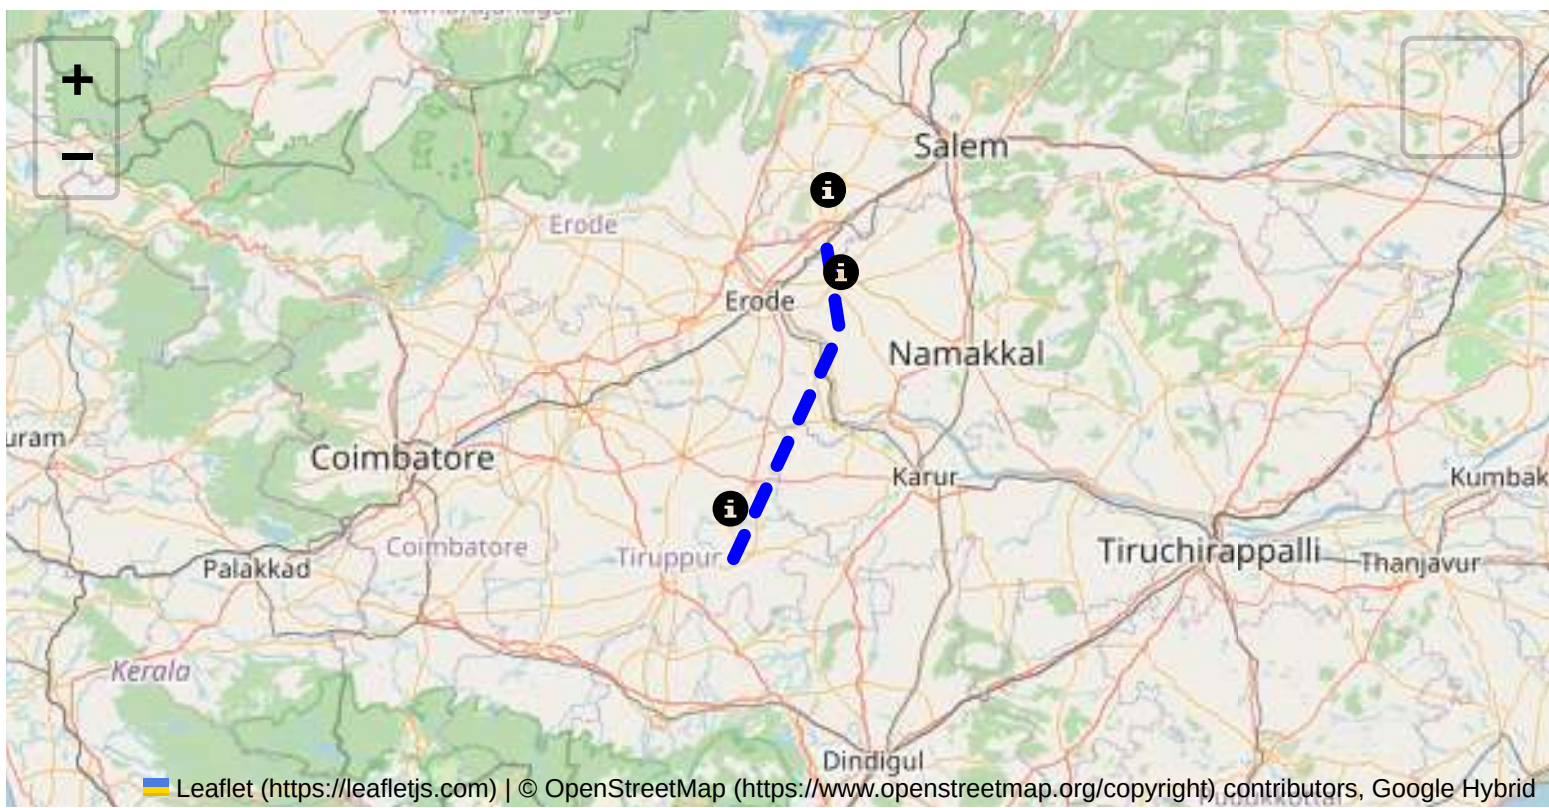 +
−
Salem
Erode
Erode
Namakkal
uram
Coimbatore
Karur
Kumbak
Coimbatore
Tiruppur
Tiruchirappalli
Thanjavur
Palakkad
Kerala
Dindigul
Leaflet (https://leafletjs.com) | © OpenStreetMap (https://www.openstreetmap.org/copyright) contributors, Google Hybrid